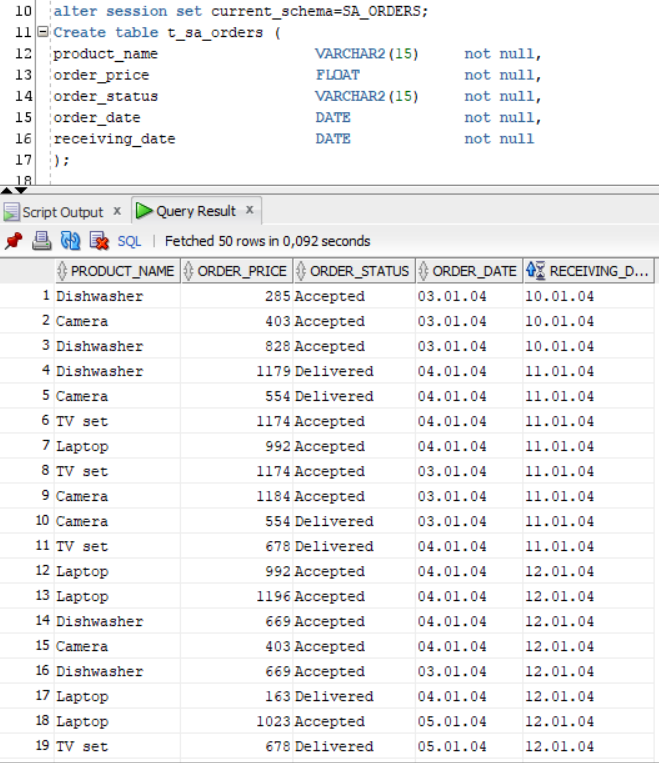 10 alter session set current_schema=SA_ORDERS;
11 Create table t_sa_orders (
12 product_name VARCHAR2(15) not null,
13 order_price FLOAT not null,
14 order_status VARCHAR2(15) not null,
15 order_date DATE not null,
16 receiving_date DATE not null
17 );
18
Script Output x Query Result x
SQL | Fetched 50 rows in 0,092 seconds
PRODUCT_NAME ORDER_PRICE ORDER_STATUS ORDER_DATE RECEIVING_D...
1 Dishwasher 285 Accepted 03.01.04 10.01.04
2 Camera 403 Accepted 03.01.04 10.01.04
3 Dishwasher 828 Accepted 03.01.04 10.01.04
4 Dishwasher 1179 Delivered 04.01.04 11.01.04
5 Camera 554 Delivered 04.01.04 11.01.04
6 TV set 1174 Accepted 04.01.04 11.01.04
7 Laptop 992 Accepted 04.01.04 11.01.04
8 TV set 1174 Accepted 03.01.04 11.01.04
9 Camera 1184 Accepted 03.01.04 11.01.04
10 Camera 554 Delivered 03.01.04 11.01.04
11 TV set 678 Delivered 04.01.04 11.01.04
12 Laptop 992 Accepted 04.01.04 12.01.04
13 Laptop 1196 Accepted 04.01.04 12.01.04
14 Dishwasher 669 Accepted 04.01.04 12.01.04
15 Camera 403 Accepted 04.01.04 12.01.04
16 Dishwasher 669 Accepted 03.01.04 12.01.04
17 Laptop 163 Delivered 04.01.04 12.01.04
18 Laptop 1023 Accepted 05.01.04 12.01.04
19 TV set 678 Delivered 05.01.04 12.01.04